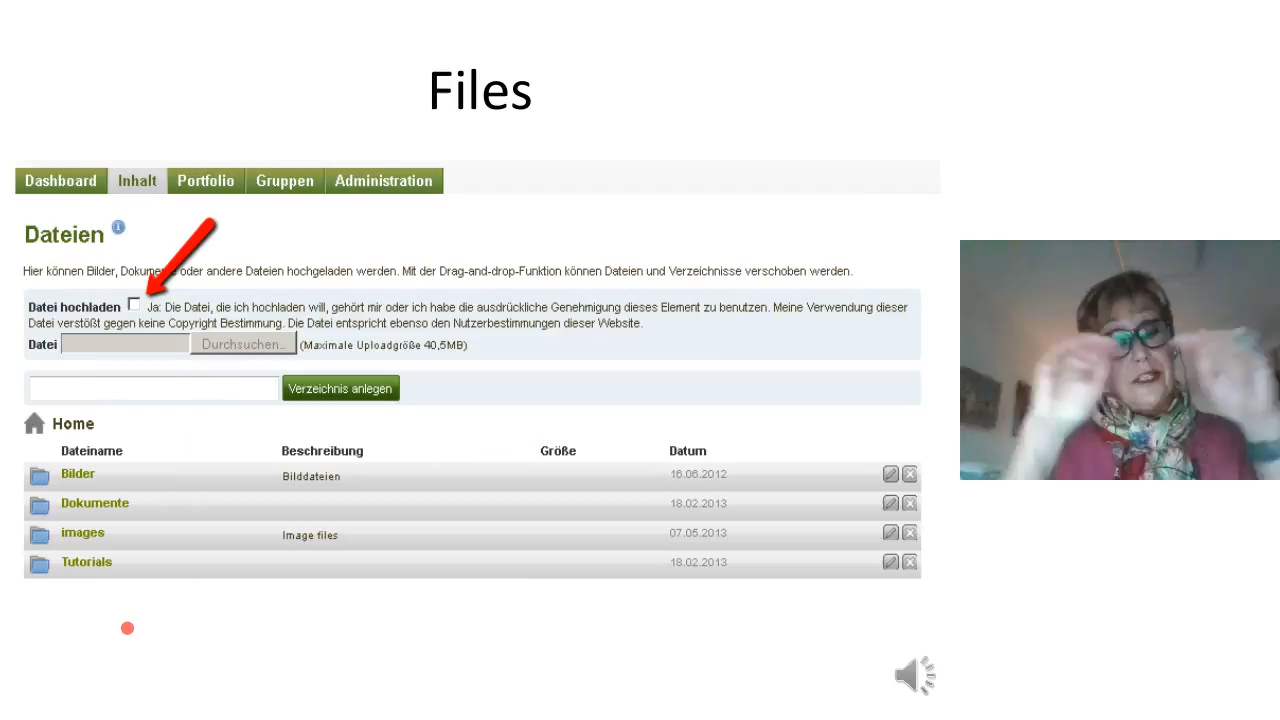 Files
Dashboard Inhalt Portfolio Gruppen Administration
Dateien
Hier können Bilder, Dokumente oder andere Dateien hochgeladen werden. Mit der Drag-and-drop-Funktion können Dateien und Verzeichnisse verschoben werden.
Datei hochladen Ja: Die Datei, die ich hochladen will, gehört mir oder ich habe die ausdrückliche Genehmigung dieses Element zu benutzen. Meine Verwendung dieser
Datei verstößt gegen keine Copyright Bestimmung. Die Datei entspricht ebenso den Nutzerbestimmungen dieser Website.
Datei Durchsuchen... (Maximale Uploadgröße 40,5MB)
Verzeichnis anlegen
Home
Dateiname Beschreibung Größe Datum
Bilder Bilddateien 16.06.2012
Dokumente 18.02.2013
images Image files 07.05.2013
Tutorials 18.02.2013